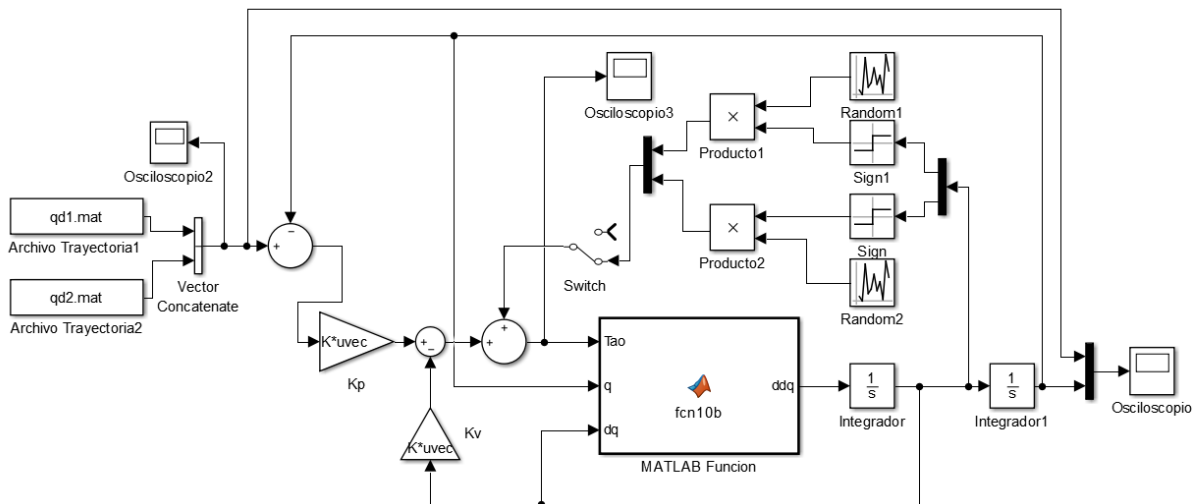 Osciloscopio3
Random1
Producto1
Sign1
Osciloscopio2
qd1.mat
Archivo Trayectoria1
qd2.mat
Archivo Trayectoria2
Vector
Concatenate
−
+
×
×
Producto2
Sign
Switch
Random2
K*uvec
Kp
+
−
+
+
Tao
q
dq
fcn10b
ddq
MATLAB Funcion
1
s
Integrador
1
s
Integrador1
Osciloscopio
K*uvec
Kv